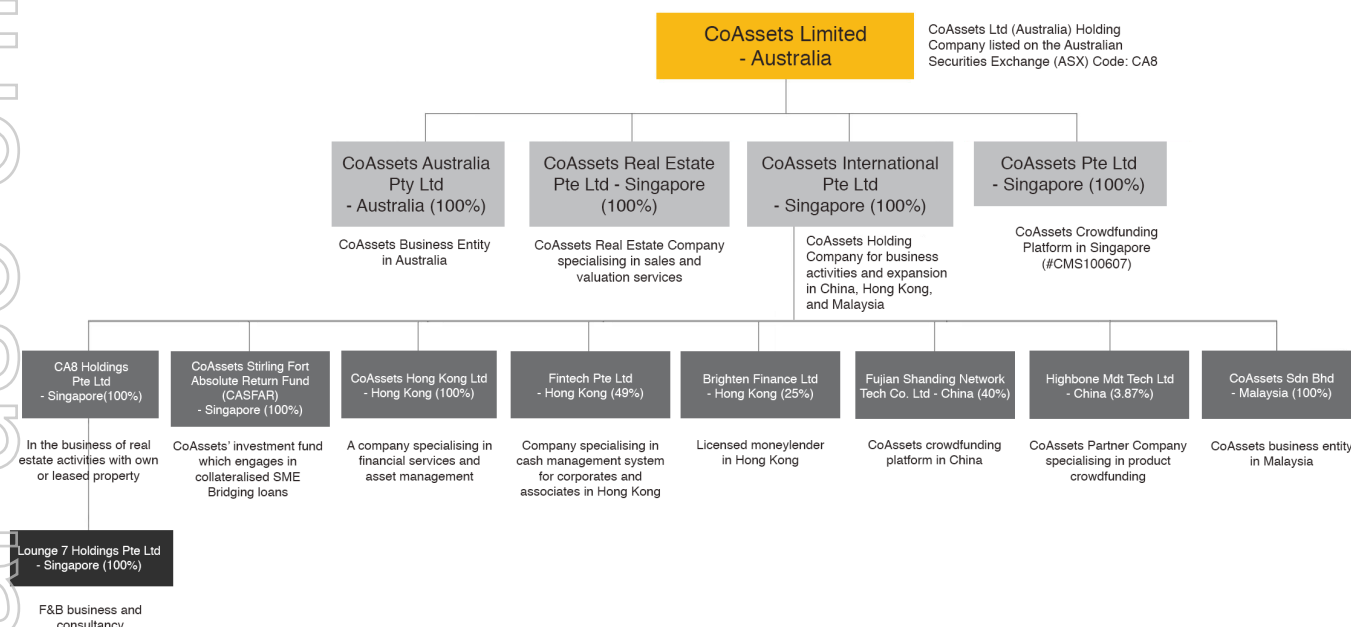 CoAssets Limited
- Australia
CoAssets Ltd (Australia) Holding
Company listed on the Australian
Securities Exchange (ASX) Code: CA8
CoAssets Australia
Pty Ltd
- Australia (100%)
CoAssets Business Entity
in Australia
CoAssets Real Estate
Pte Ltd - Singapore
(100%)
CoAssets Real Estate Company
specialising in sales and
valuation services
CoAssets International
Pte Ltd
- Singapore (100%)
CoAssets Holding
Company for business
activities and expansion
in China, Hong Kong,
and Malaysia
CoAssets Pte Ltd
- Singapore (100%)
CoAssets Crowdfunding
Platform in Singapore
(#CMS100607)
CA8 Holdings
Pte Ltd
- Singapore(100%)
In the business of real
estate activities with own
or leased property
CoAssets Stirling Fort
Absolute Return Fund
(CASFAR)
- Singapore (100%)
CoAssets' investment fund
which engages in
collateralised SME
Bridging loans
CoAssets Hong Kong Ltd
- Hong Kong (100%)
A company specialising in
financial services and
asset management
Fintech Pte Ltd
- Hong Kong (49%)
Company specialising in
cash management system
for corporates and
associates in Hong Kong
Brighten Finance Ltd
- Hong Kong (25%)
Licensed moneylender
in Hong Kong
Fujian Shanding Network
Tech Co. Ltd - China (40%)
CoAssets crowdfunding
platform in China
Highbone Mdt Tech Ltd
- China (3.87%)
CoAssets Partner Company
specialising in product
crowdfunding
CoAssets Sdn Bhd
- Malaysia (100%)
CoAssets business entity
in Malaysia
Lounge 7 Holdings Pte Ltd
- Singapore (100%)
F&B business and
consultancy